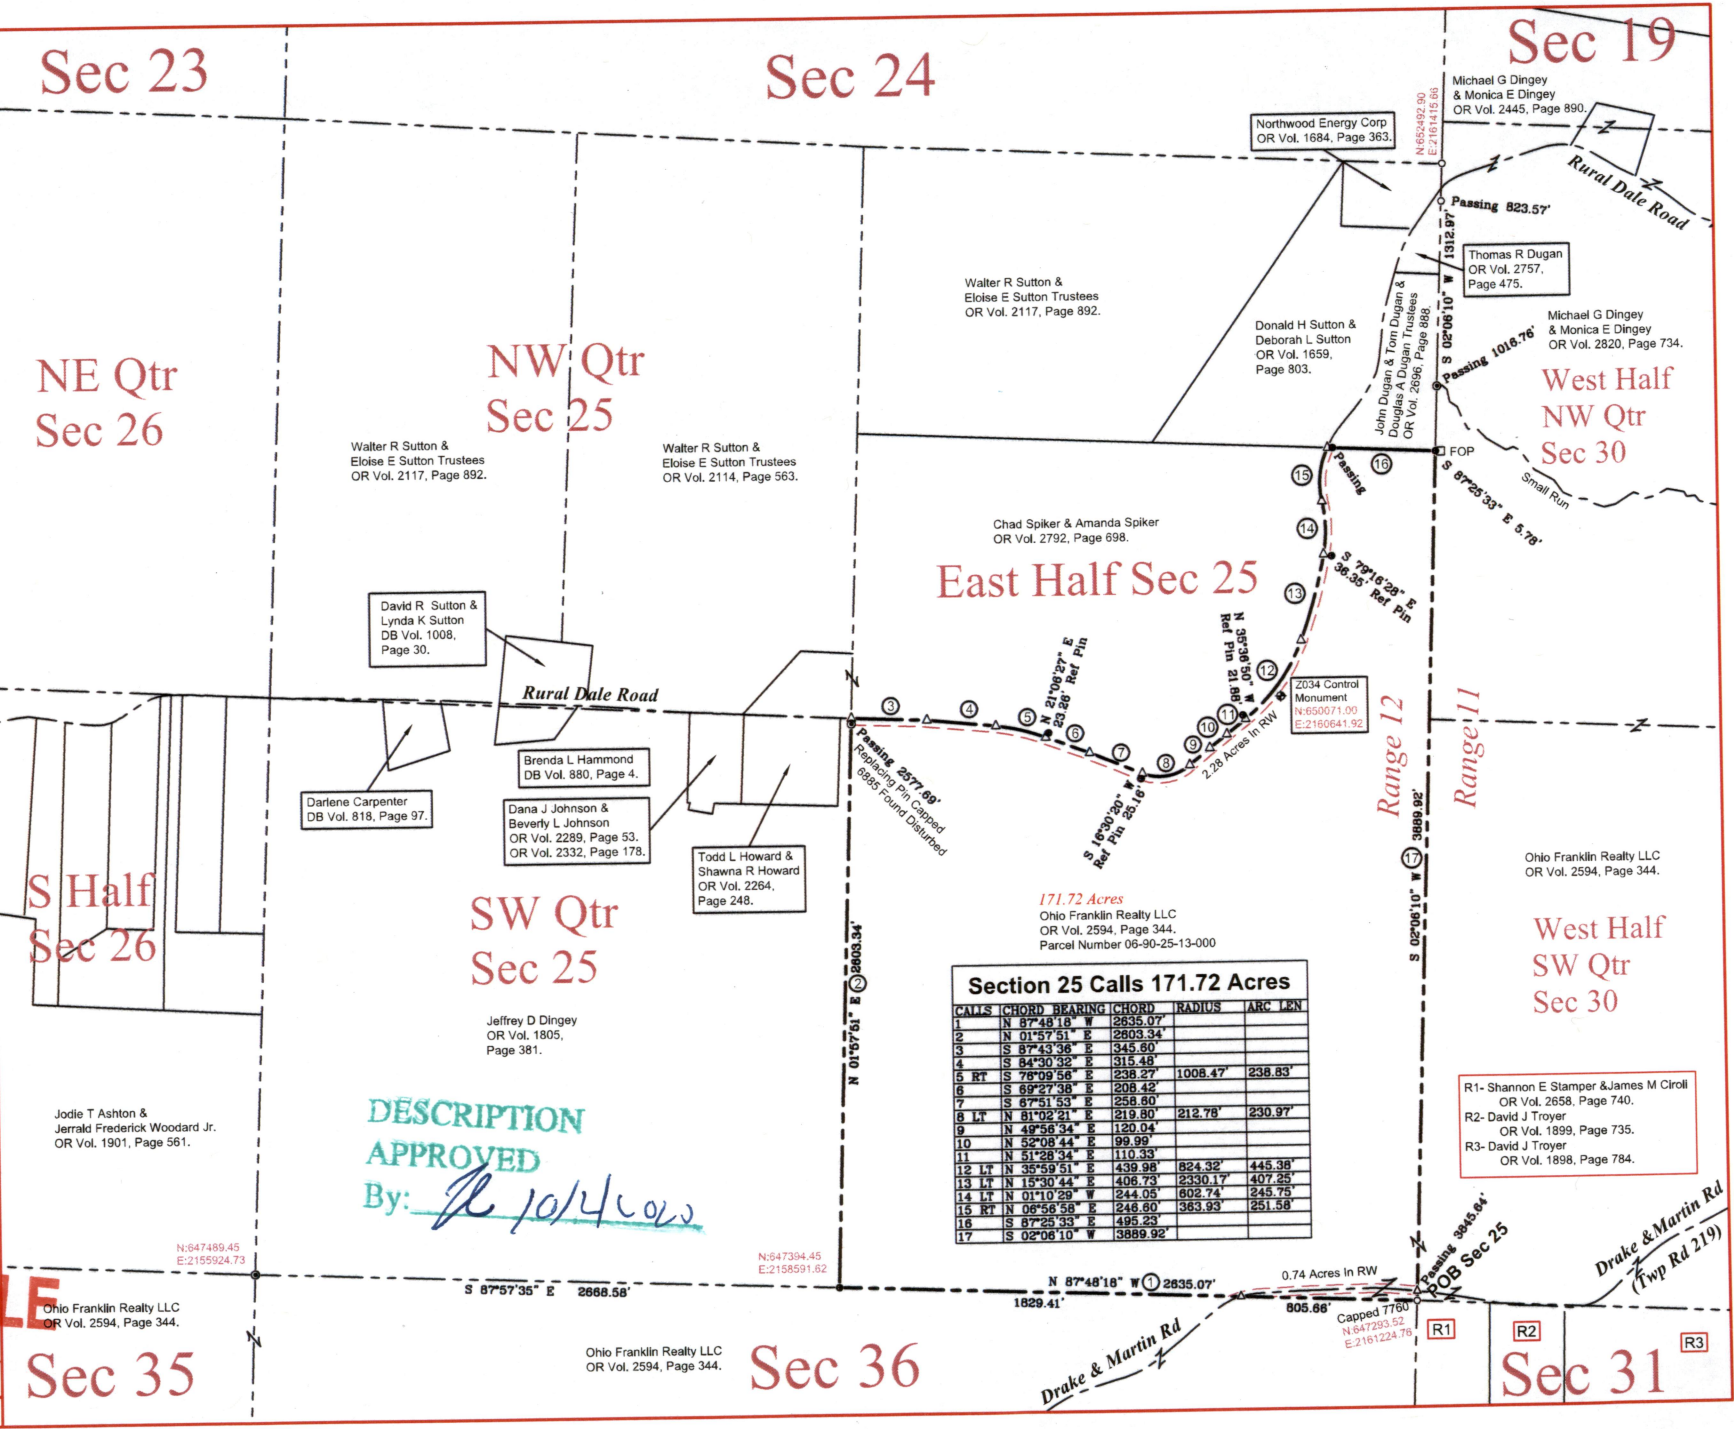 Sec 23
Sec 24
Sec 19
Michael G Dingey
& Monica E Dingey
OR Vol. 2445, Page 890.
N:652492.90
E:2161415.66
Northwood Energy Corp
OR Vol. 1684, Page 363.
Rural Dale Road
Passing 823.57'
S 02°06'10" W 1312.97'
Thomas R Dugan
OR Vol. 2757,
Page 475.
Walter R Sutton &
Eloise E Sutton Trustees
OR Vol. 2117, Page 892.
Donald H Sutton &
Deborah L Sutton
OR Vol. 1659,
Page 803.
John Dugan & Tom Dugan &
Douglas A Dugan Trustees
OR Vol. 2696, Page 888.
Michael G Dingey
& Monica E Dingey
OR Vol. 2820, Page 734.
Passing 1016.76'
NE Qtr
Sec 26
NW Qtr
Sec 25
West Half
NW Qtr
Sec 30
Walter R Sutton &
Eloise E Sutton Trustees
OR Vol. 2117, Page 892.
Walter R Sutton &
Eloise E Sutton Trustees
OR Vol. 2114, Page 563.
FOP
S 87°25'33" E 5.78'
Small Run
16
15
Passing
14
Chad Spiker & Amanda Spiker
OR Vol. 2792, Page 698.
East Half Sec 25
S 79°16'28" E
36.35' Ref Pin
13
David R Sutton &
Lynda K Sutton
DB Vol. 1008,
Page 30.
N 21°06'27" E
23.26' Ref Pin
N 35°36'50" W
Ref Pin 21.88'
12
Z034 Control
Monument
N:650071.00
E:2160641.92
Rural Dale Road
3
4
5
6
7
8
9
10
11
2.28 Acres In RW
Range 12
Range 11
Brenda L Hammond
DB Vol. 880, Page 4.
Darlene Carpenter
DB Vol. 818, Page 97.
Dana J Johnson &
Beverly L Johnson
OR Vol. 2289, Page 53.
OR Vol. 2332, Page 178.
Todd L Howard &
Shawna R Howard
OR Vol. 2264,
Page 248.
Passing 2577.69'
Replacing Pin Capped
6885 Found Disturbed
S 16°30'20" W
Ref Pin 25.16'
S 02°06'10" W 17 3889.92'
Ohio Franklin Realty LLC
OR Vol. 2594, Page 344.
S Half
Sec 26
SW Qtr
Sec 25
171.72 Acres
Ohio Franklin Realty LLC
OR Vol. 2594, Page 344.
Parcel Number 06-90-25-13-000
West Half
SW Qtr
Sec 30
N 01°57'51" E 2 2603.34'
Jeffrey D Dingey
OR Vol. 1805,
Page 381.
Section 25 Calls 171.72 Acres
CALLS CHORD BEARING CHORD RADIUS ARC LEN
1 N 87°48'18" W 2635.07'
2 N 01°57'51" E 2603.34'
3 S 87°43'36" E 345.60'
4 S 84°30'32" E 315.48'
5 RT S 76°09'56" E 238.27' 1008.47' 238.83'
6 S 69°27'38" E 208.42'
7 S 67°51'53" E 258.60'
8 LT N 81°02'21" E 219.80' 212.78' 230.97'
9 N 49°56'34" E 120.04'
10 N 52°08'44" E 99.99'
11 N 51°28'34" E 110.33'
12 LT N 35°59'51" E 439.98' 824.32' 445.38'
13 LT N 15°30'44" E 406.73' 2330.17' 407.25'
14 LT N 01°10'29" W 244.05' 602.74' 245.75'
15 RT N 06°56'58" E 246.60' 363.93' 251.58'
16 S 87°25'33" E 495.23'
17 S 02°06'10" W 3889.92'
Jodie T Ashton &
Jerrald Frederick Woodard Jr.
OR Vol. 1901, Page 561.
DESCRIPTION
APPROVED
By:
R1- Shannon E Stamper &James M Ciroli
OR Vol. 2658, Page 740.
R2- David J Troyer
OR Vol. 1899, Page 735.
R3- David J Troyer
OR Vol. 1898, Page 784.
N:647489.45
E:2155924.73
N:647394.45
E:2158591.62
S 87°57'35" E 2668.58'
N 87°48'18" W 1 2635.07'
1829.41'
0.74 Acres In RW
805.66'
Passing 3845.64'
POB Sec 25
Drake & Martin Rd
(Twp Rd 219)
Capped 7760
N:647293.52
E:2161224.76
LE
Ohio Franklin Realty LLC
OR Vol. 2594, Page 344.
Sec 35
Ohio Franklin Realty LLC
OR Vol. 2594, Page 344.
Sec 36
Drake & Martin Rd
R1
R2
R3
Sec 31